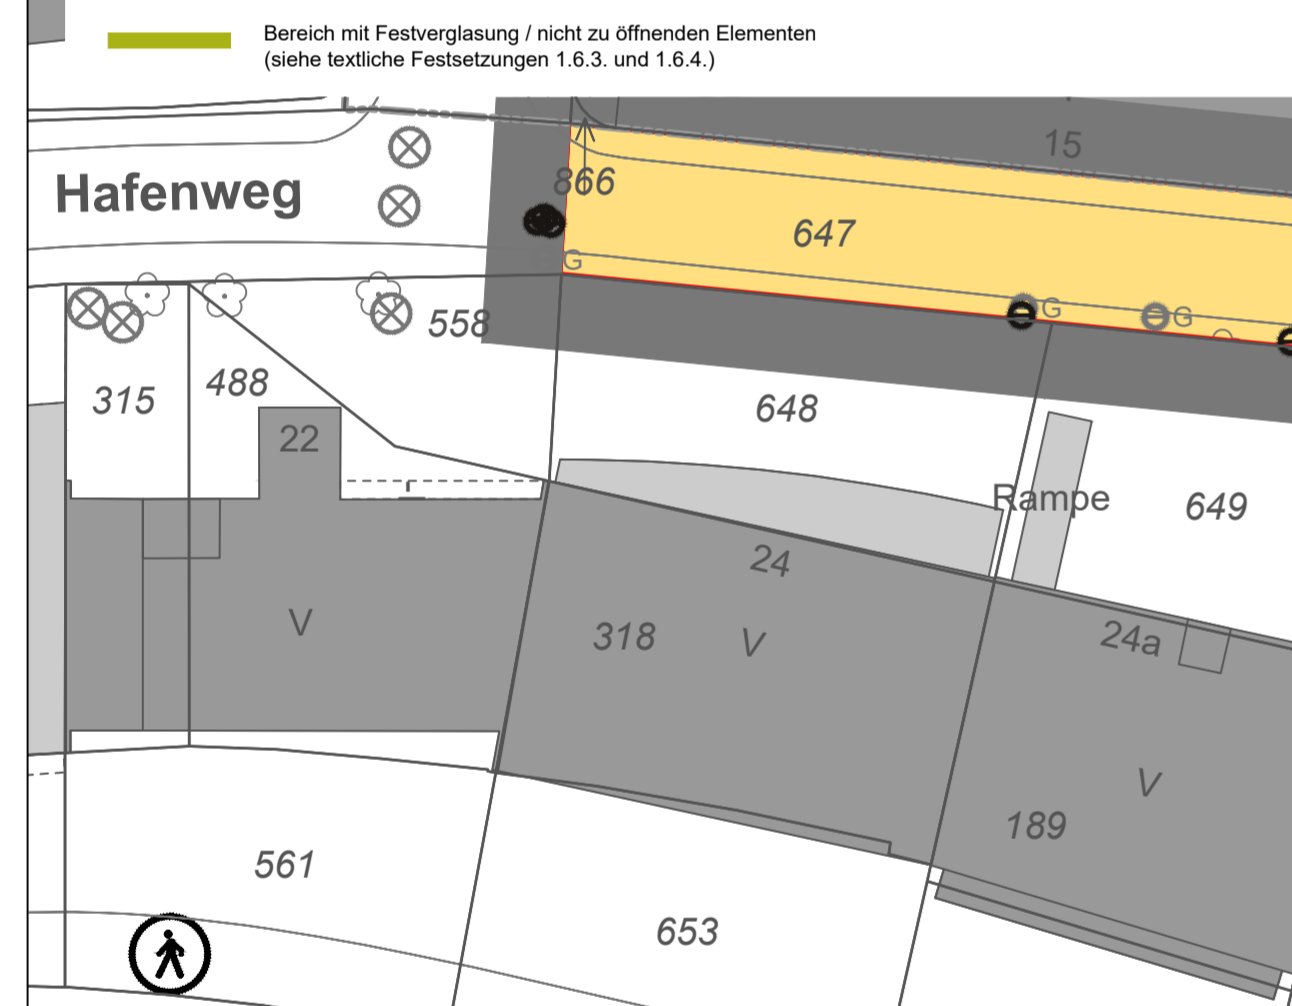 Bereich mit Festverglasung / nicht zu öffnenden Elementen
(siehe textliche Festsetzungen 1.6.3. und 1.6.4.)
15
866
Hafenweg
647
G
G
G
558
488
315
648
22
Rampe
649
24
V
318
V
24a
V
189
561
653